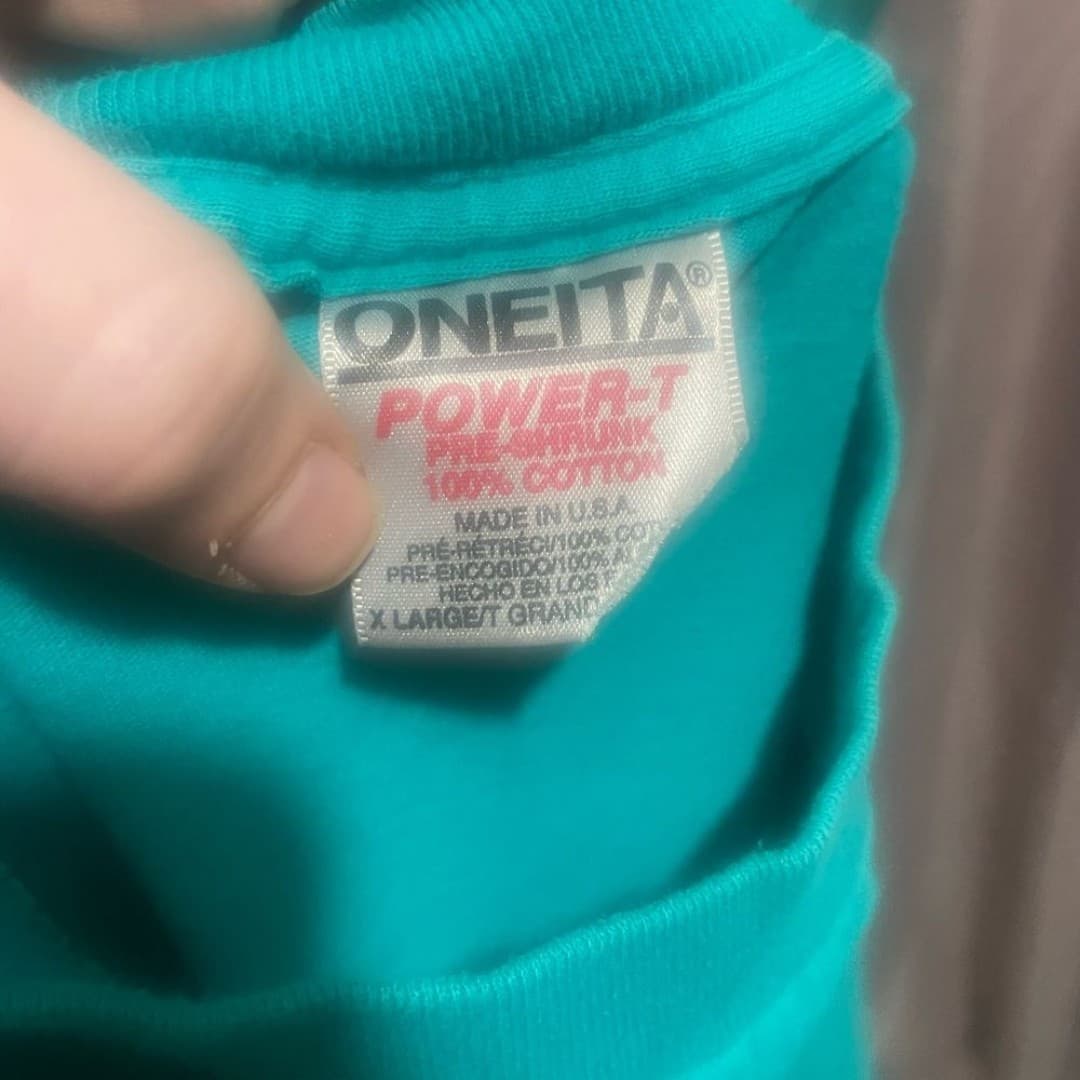 ONEITA®
POWER-T
PRE-SHRUNK
100% COTTON
MADE IN U.S.A.
PRÉ-RÉTRÉCI/100% COT
PRE-ENCOGIDO/100% AL
HECHO EN LOS
X LARGE/T GRAND